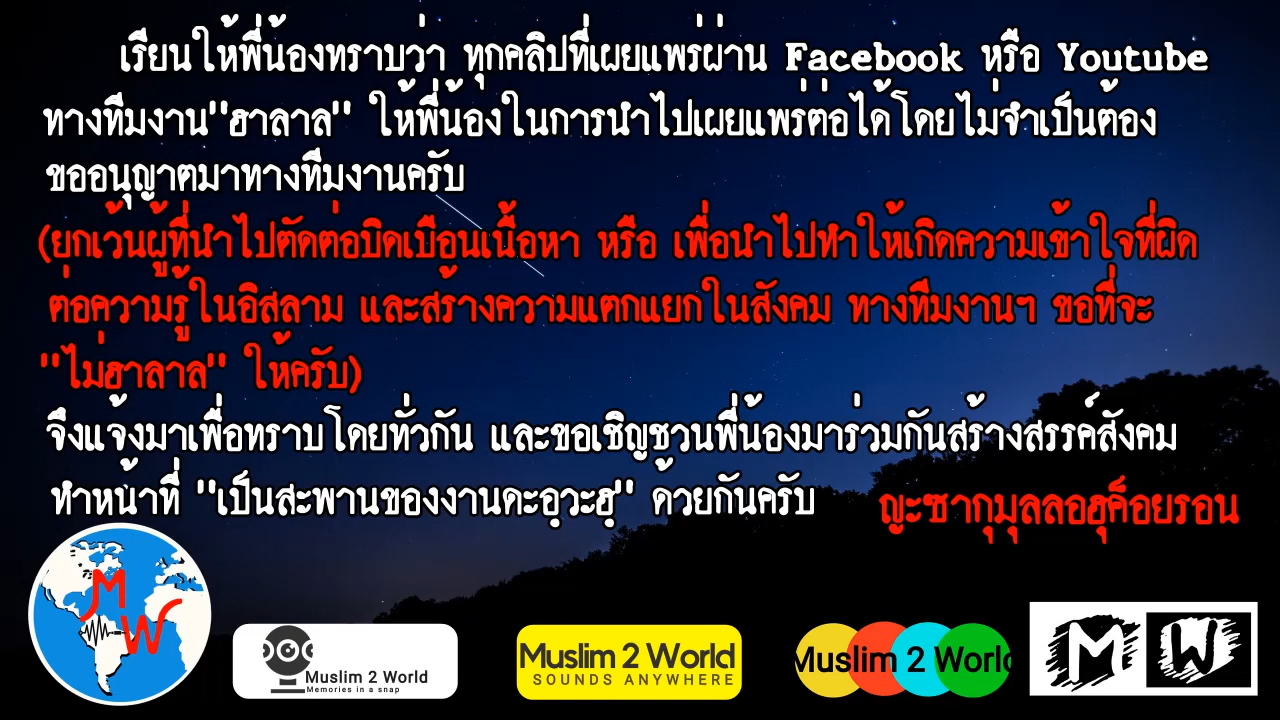 เรียนให้พี่น้องทราบว่า ทุกคลิปที่เผยแพร่ผ่าน Facebook หรือ Youtube
ทางทีมงาน"ฮาลาล" ให้พี่น้องในการนำไปเผยแพร่ต่อได้โดยไม่จำเป็นต้อง
ขออนุญาตมาทางทีมงานครับ
(ยกเว้นผู้ที่นำไปตัดต่อบิดเบือนเนื้อหา หรือ เพื่อนำไปทำให้เกิดความเข้าใจที่ผิด
ต่อความรู้ในอิสลาม และสร้างความแตกแยกในสังคม ทางทีมงานฯ ขอที่จะ
"ไม่ฮาลาล" ให้ครับ)
จึงแจ้งมาเพื่อทราบโดยทั่วกัน และขอเชิญชวนพี่น้องมาร่วมกันสร้างสรรค์สังคม
ทำหน้าที่ "เป็นสะพานของงานดะอฺวะฮฺ" ด้วยกันครับ
ญะซากุมุลลอฮุค็อยรอน
M W
Muslim 2 World
Memories in a snap
Muslim 2 World
SOUNDS ANYWHERE
Muslim 2 World
M W